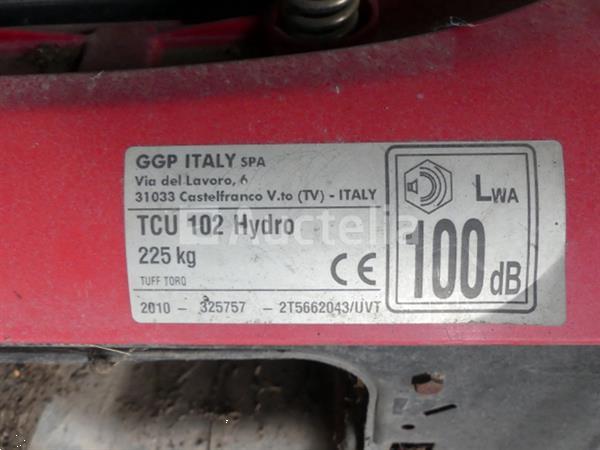 GGP ITALY SPA
Via del Lavoro, 6
31033 Castelfranco V.to (TV) - ITALY
TCU 102 Hydro
225 kg
TUFF TORQ
2010 - 325757 - 2T5662043/UVT
CE
LWA
100 dB
Auctelia